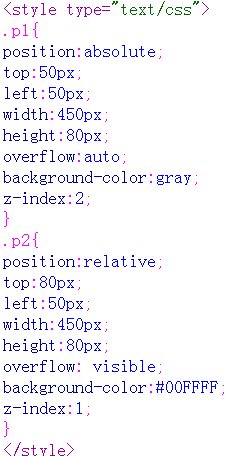 <style type="text/css">
.p1{
position:absolute;
top:50px;
left:50px;
width:450px;
height:80px;
overflow:auto;
background-color:gray;
z-index:2;
}
.p2{
position:relative;
top:80px;
left:50px;
width:450px;
height:80px;
overflow: visible;
background-color:#00FFFF;
z-index:1;
}
</style>